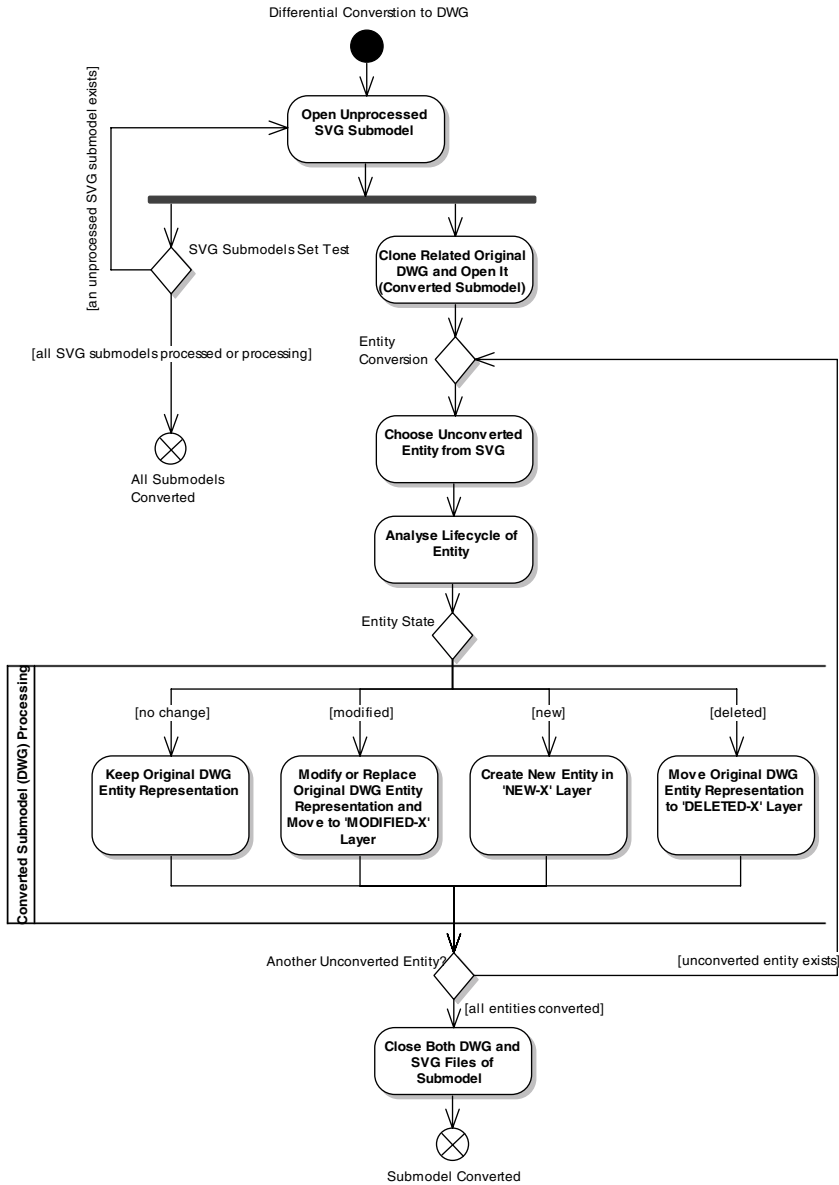 Differential Converstion to DWG
Open Unprocessed
SVG Submodel
[an unprocessed SVG submodel exists]
SVG Submodels Set Test
Clone Related Original
DWG and Open It
(Converted Submodel)
[all SVG submodels processed or processing]
Entity
Conversion
Choose Unconverted
Entity from SVG
All Submodels
Converted
Analyse Lifecycle of
Entity
Entity State
Converted Submodel (DWG) Processing
[no change]
[modified]
[new]
[deleted]
Keep Original DWG
Entity Representation
Modify or Replace
Original DWG Entity
Representation and
Move to 'MODIFIED-X'
Layer
Create New Entity in
'NEW-X' Layer
Move Original DWG
Entity Representation
to 'DELETED-X' Layer
Another Unconverted Entity?
[unconverted entity exists]
[all entities converted]
Close Both DWG and
SVG Files of
Submodel
Submodel Converted